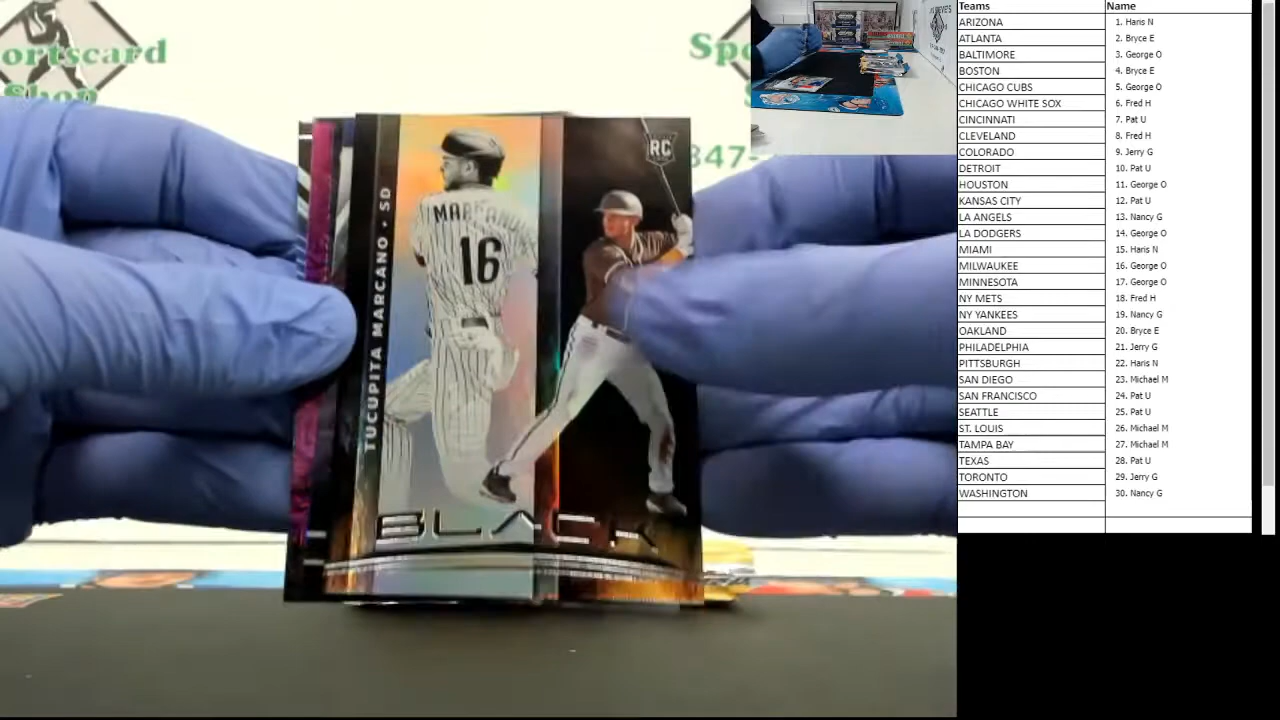 ortscard
Shop
Sp
847-
TUCUPITA MARCANO · SD
MARCANO
16
RC
BLACK
Teams Name
ARIZONA 1. Haris N
ATLANTA 2. Bryce E
BALTIMORE 3. George O
BOSTON 4. Bryce E
CHICAGO CUBS 5. George O
CHICAGO WHITE SOX 6. Fred H
CINCINNATI 7. Pat U
CLEVELAND 8. Fred H
COLORADO 9. Jerry G
DETROIT 10. Pat U
HOUSTON 11. George O
KANSAS CITY 12. Pat U
LA ANGELS 13. Nancy G
LA DODGERS 14. George O
MIAMI 15. Haris N
MILWAUKEE 16. George O
MINNESOTA 17. George O
NY METS 18. Fred H
NY YANKEES 19. Nancy G
OAKLAND 20. Bryce E
PHILADELPHIA 21. Jerry G
PITTSBURGH 22. Haris N
SAN DIEGO 23. Michael M
SAN FRANCISCO 24. Pat U
SEATTLE 25. Pat U
ST. LOUIS 26. Michael M
TAMPA BAY 27. Michael M
TEXAS 28. Pat U
TORONTO 29. Jerry G
WASHINGTON 30. Nancy G